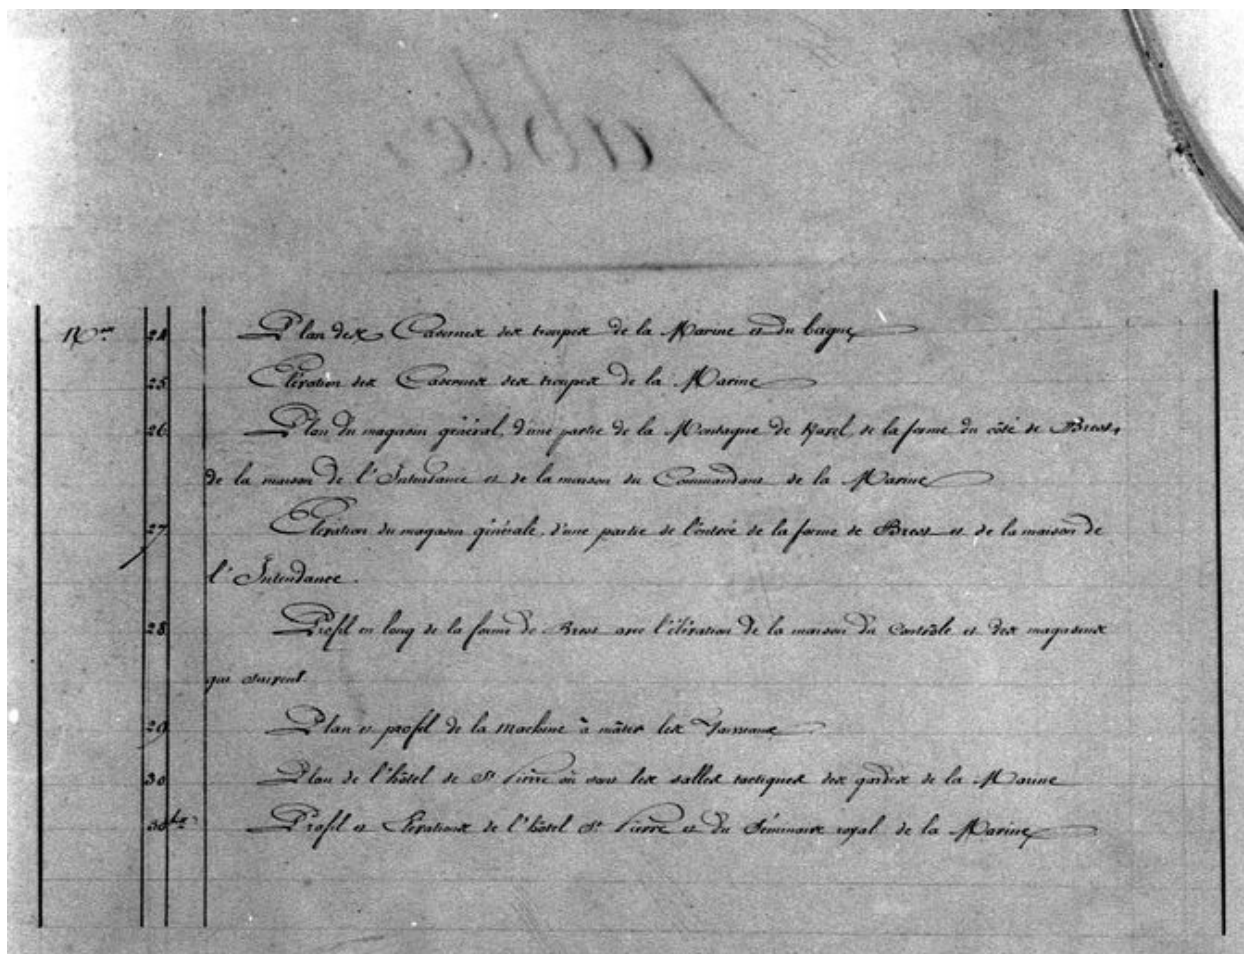 Table
Nos 24 Plan des Casernes des troupes de la Marine et du bagne
25 Elévation des Casernes des troupes de la Marine
26 Plan du magasin général, d'une partie de la Montagne de Kavel, de la forme du côté de Brest,
de la maison de l'Intendance et de la maison du Commandant de la Marine
27 Elévation du magasin générale, d'une partie de l'entrée de la forme de Brest et de la maison de
l'Intendance.
28 Profil en long de la forme de Brest avec l'élévation de la maison du Contrôle et des magasins
qui suivent.
29 Plan et profil de la machine à mâter les Vaisseaux
30 Plan de l'hôtel de St Pierre où sont les salles tactiques des gardes de la Marine
30 bis Profil et Elévations de l'hôtel St Pierre et du Séminaire royal de la Marine